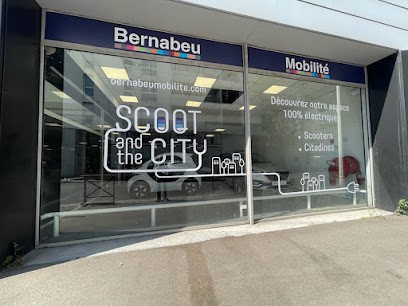 Bernabeu
Mobilité
bernabeumobilite.com
SCOOT
and
the CITY
Découvrez notre espace
100% électrique
• Scooters
• Citadines
...